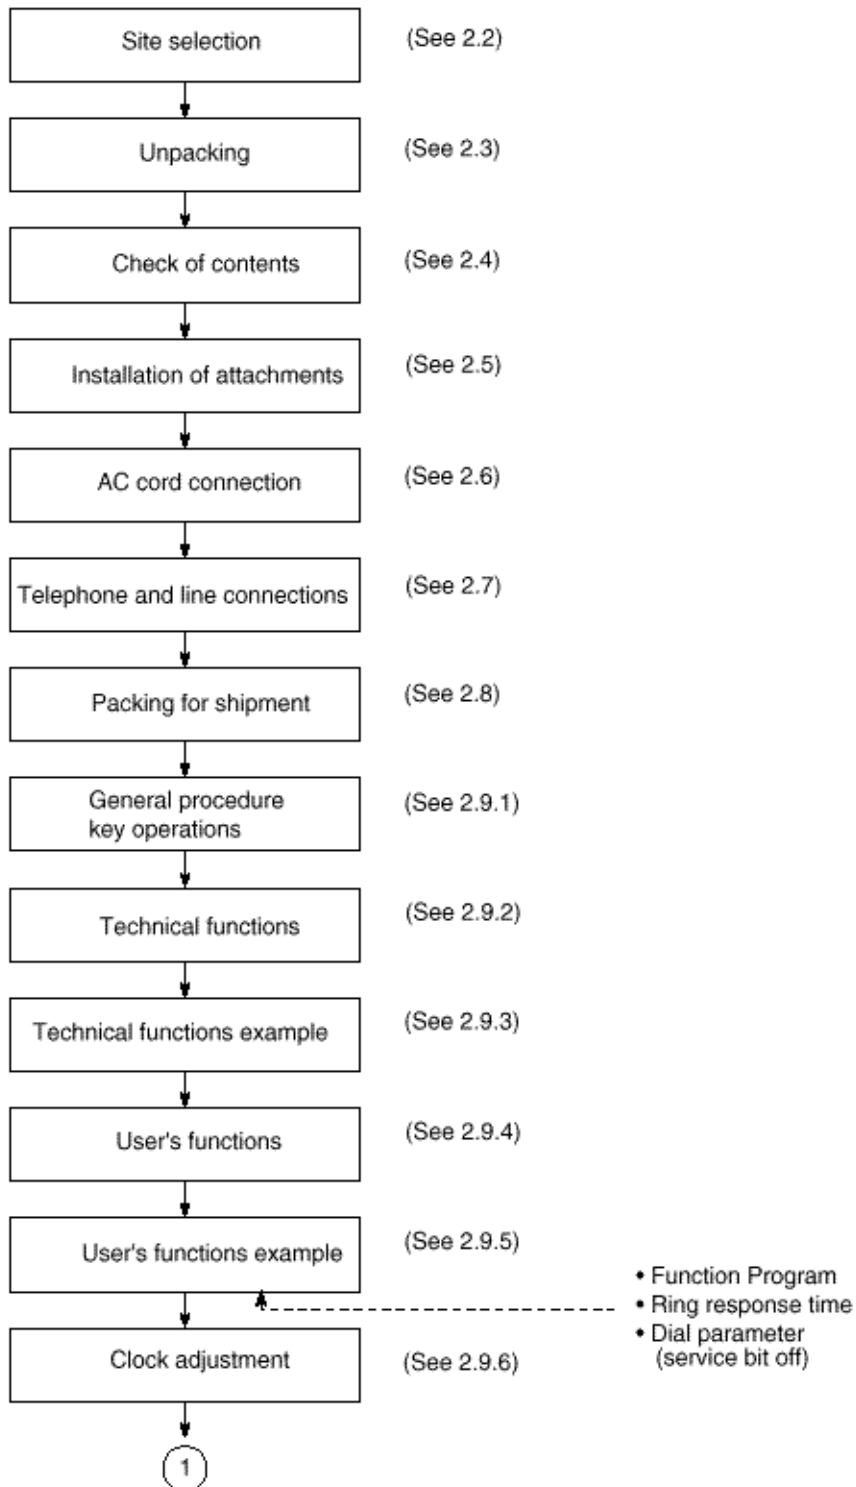 Site selection
(See 2.2)
Unpacking
(See 2.3)
Check of contents
(See 2.4)
Installation of attachments
(See 2.5)
AC cord connection
(See 2.6)
Telephone and line connections
(See 2.7)
Packing for shipment
(See 2.8)
General procedure
key operations
(See 2.9.1)
Technical functions
(See 2.9.2)
Technical functions example
(See 2.9.3)
User's functions
(See 2.9.4)
User's functions example
(See 2.9.5)
• Function Program
• Ring response time
• Dial parameter
(service bit off)
Clock adjustment
(See 2.9.6)
1